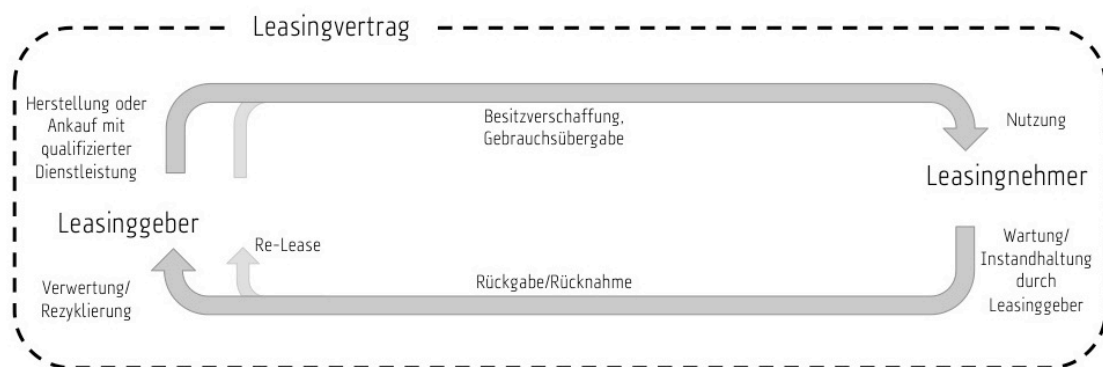 Leasingvertrag
Herstellung oder
Ankauf mit
qualifizierter
Dienstleistung
Besitzverschaffung,
Gebrauchsübergabe
Nutzung
Leasingnehmer
Leasinggeber
Re-Lease
Wartung/
Instandhaltung
durch
Leasinggeber
Verwertung/
Rezyklierung
Rückgabe/Rücknahme